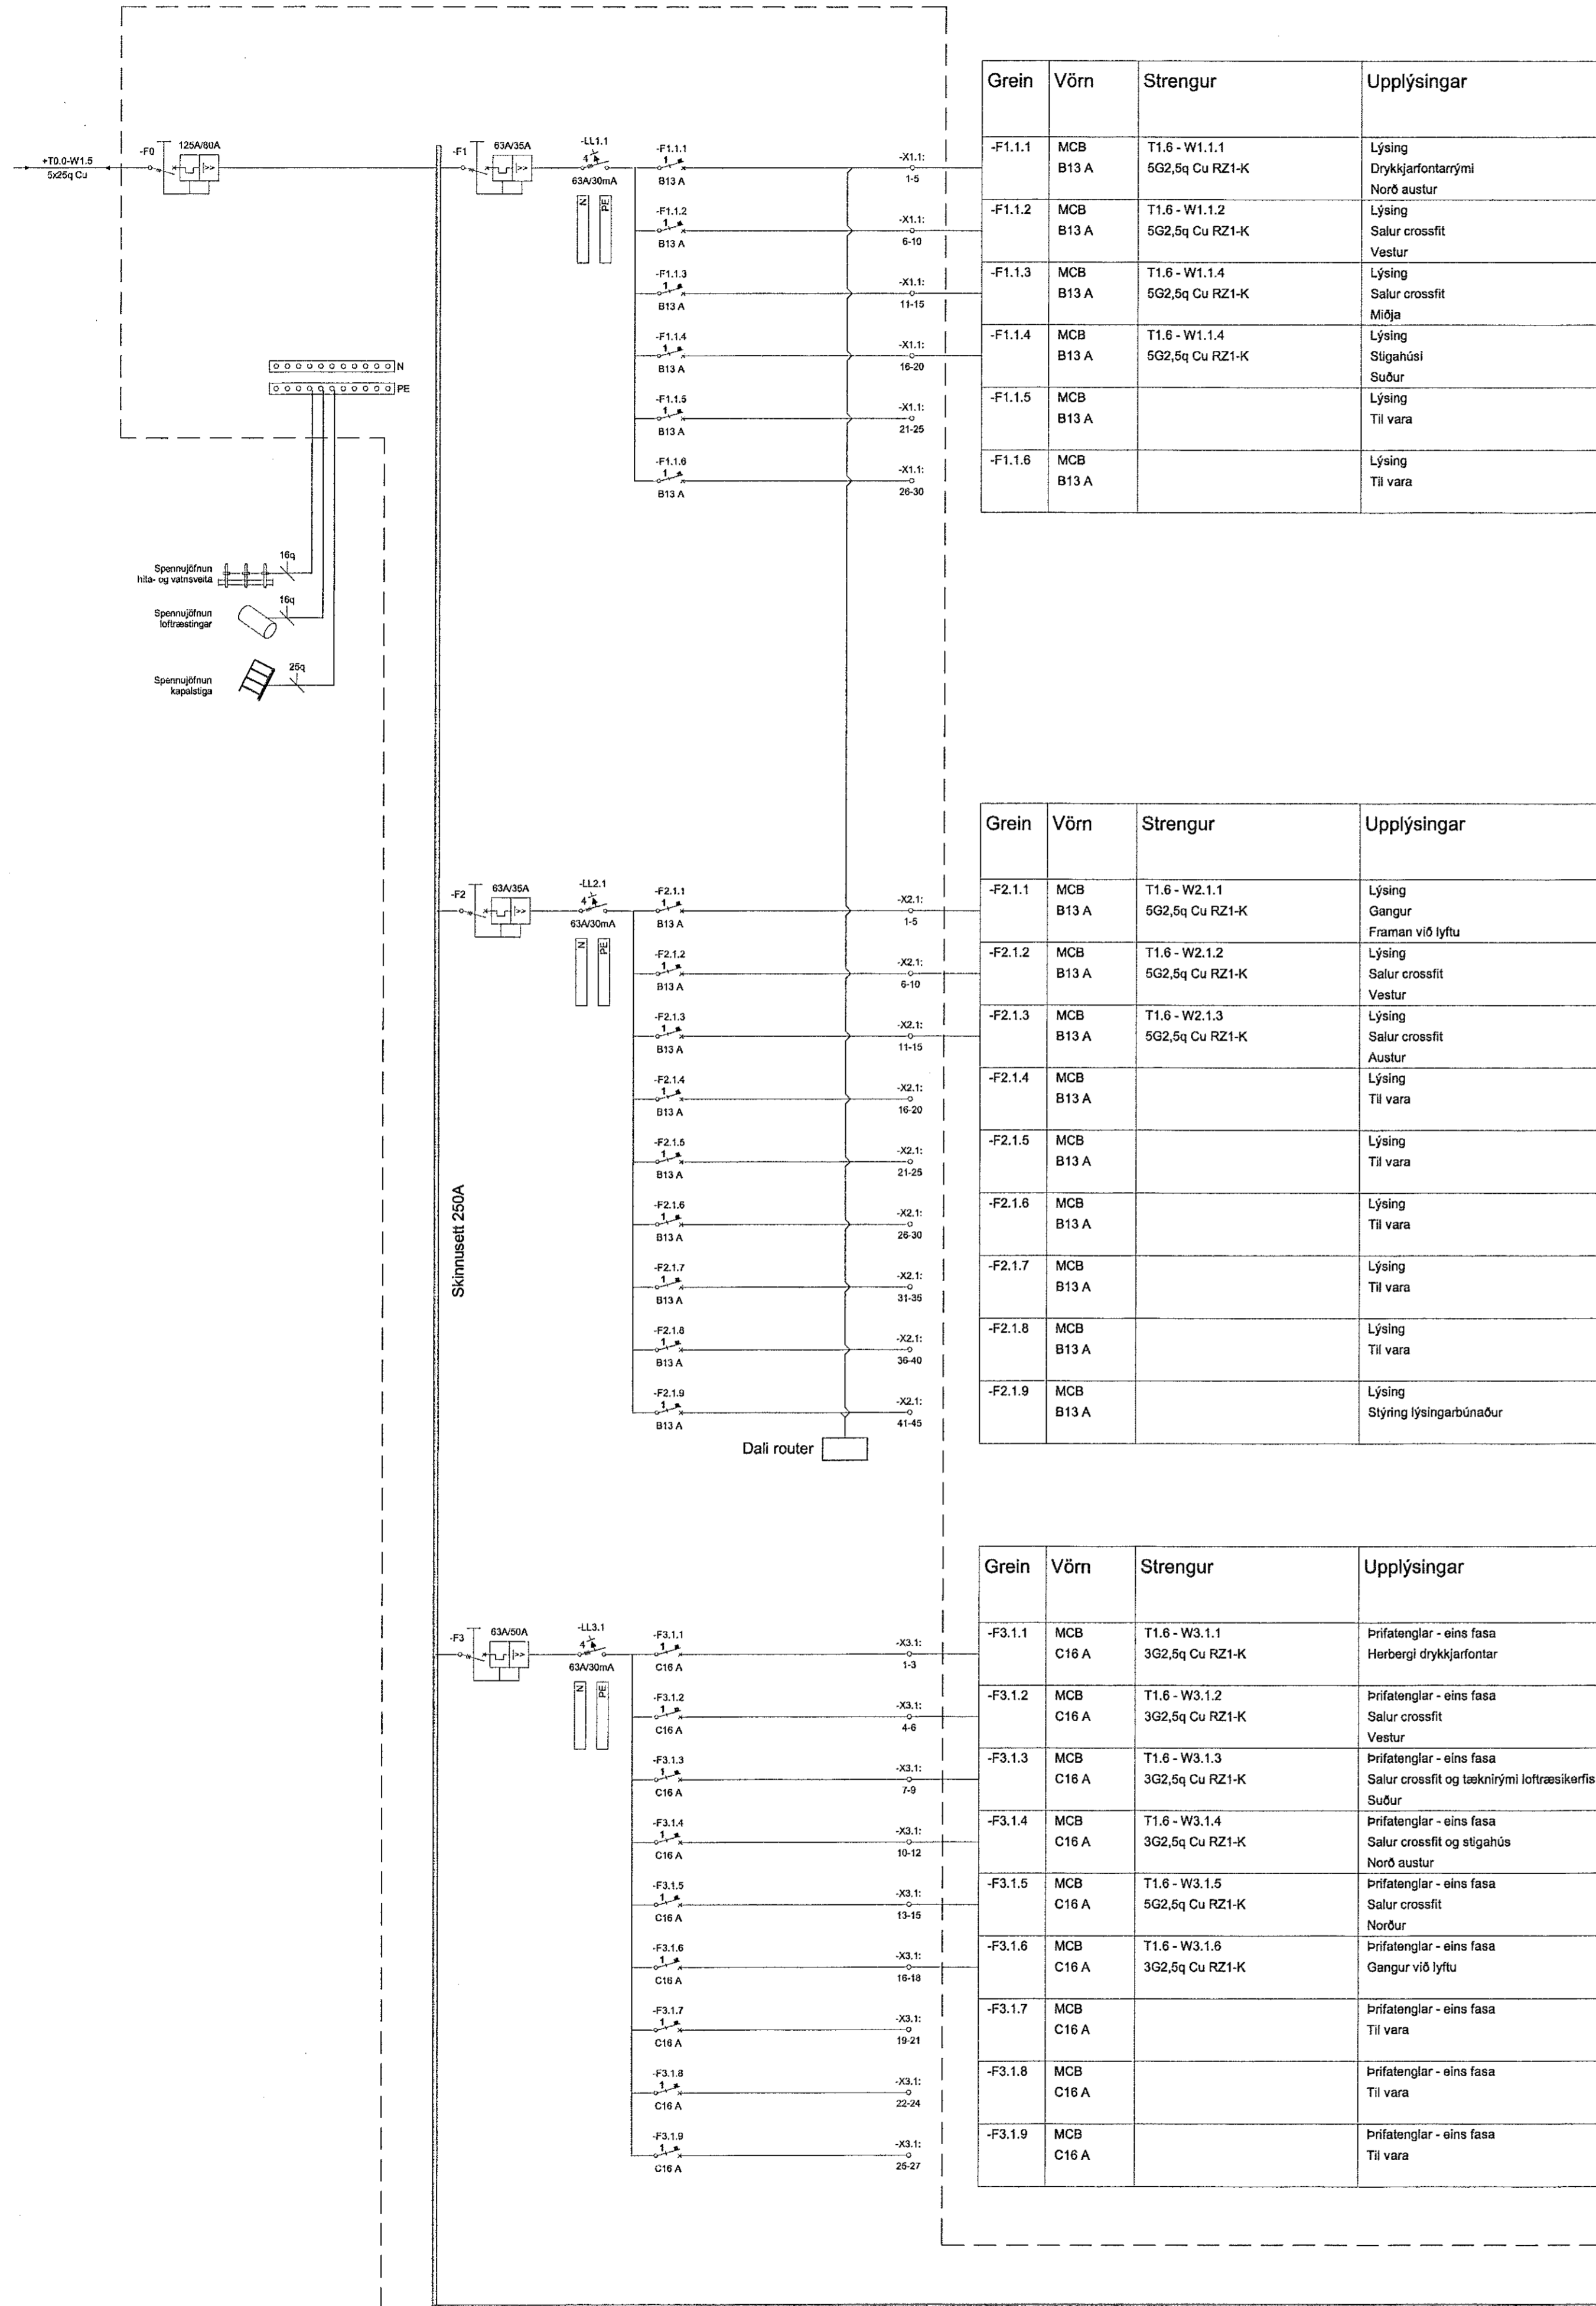 +T0.0-W1.5
5x25q Cu
-F0
125A/80A
N
PE
Spennujöfnun
hita- og vatnsveita
16q
Spennujöfnun
loftræstingar
16q
Spennujöfnun
kapalstiga
25q
Skinnusett 250A
-F1
63A/35A
-LL1.1
4
63A/30mA
N
PE
-F1.1.1
1
B13 A
-X1.1:
1-5
-F1.1.2
1
B13 A
-X1.1:
6-10
-F1.1.3
1
B13 A
-X1.1:
11-15
-F1.1.4
1
B13 A
-X1.1:
16-20
-F1.1.5
1
B13 A
-X1.1:
21-25
-F1.1.6
1
B13 A
-X1.1:
26-30
Grein Vörn Strengur Upplýsingar
-F1.1.1 MCB T1.6 - W1.1.1 Lýsing
B13 A 5G2,5q Cu RZ1-K Drykkjarfontarrými
Norð austur
-F1.1.2 MCB T1.6 - W1.1.2 Lýsing
B13 A 5G2,5q Cu RZ1-K Salur crossfit
Vestur
-F1.1.3 MCB T1.6 - W1.1.4 Lýsing
B13 A 5G2,5q Cu RZ1-K Salur crossfit
Miðja
-F1.1.4 MCB T1.6 - W1.1.4 Lýsing
B13 A 5G2,5q Cu RZ1-K Stigahúsi
Suður
-F1.1.5 MCB Lýsing
B13 A Til vara
-F1.1.6 MCB Lýsing
B13 A Til vara
-F2
63A/35A
-LL2.1
4
63A/30mA
N
PE
-F2.1.1
1
B13 A
-X2.1:
1-5
-F2.1.2
1
B13 A
-X2.1:
6-10
-F2.1.3
1
B13 A
-X2.1:
11-15
-F2.1.4
1
B13 A
-X2.1:
16-20
-F2.1.5
1
B13 A
-X2.1:
21-25
-F2.1.6
1
B13 A
-X2.1:
26-30
-F2.1.7
1
B13 A
-X2.1:
31-35
-F2.1.8
1
B13 A
-X2.1:
36-40
-F2.1.9
1
B13 A
-X2.1:
41-45
Dali router
Grein Vörn Strengur Upplýsingar
-F2.1.1 MCB T1.6 - W2.1.1 Lýsing
B13 A 5G2,5q Cu RZ1-K Gangur
Framan við lyftu
-F2.1.2 MCB T1.6 - W2.1.2 Lýsing
B13 A 5G2,5q Cu RZ1-K Salur crossfit
Vestur
-F2.1.3 MCB T1.6 - W2.1.3 Lýsing
B13 A 5G2,5q Cu RZ1-K Salur crossfit
Austur
-F2.1.4 MCB Lýsing
B13 A Til vara
-F2.1.5 MCB Lýsing
B13 A Til vara
-F2.1.6 MCB Lýsing
B13 A Til vara
-F2.1.7 MCB Lýsing
B13 A Til vara
-F2.1.8 MCB Lýsing
B13 A Til vara
-F2.1.9 MCB Lýsing
B13 A Stýring lýsingarbúnaður
-F3
63A/50A
-LL3.1
4
63A/30mA
N
PE
-F3.1.1
1
C16 A
-X3.1:
1-3
-F3.1.2
1
C16 A
-X3.1:
4-6
-F3.1.3
1
C16 A
-X3.1:
7-9
-F3.1.4
1
C16 A
-X3.1:
10-12
-F3.1.5
1
C16 A
-X3.1:
13-15
-F3.1.6
1
C16 A
-X3.1:
16-18
-F3.1.7
1
C16 A
-X3.1:
19-21
-F3.1.8
1
C16 A
-X3.1:
22-24
-F3.1.9
1
C16 A
-X3.1:
25-27
Grein Vörn Strengur Upplýsingar
-F3.1.1 MCB T1.6 - W3.1.1 Þrifatenglar - eins fasa
C16 A 3G2,5q Cu RZ1-K Herbergi drykkjarfontar
-F3.1.2 MCB T1.6 - W3.1.2 Þrifatenglar - eins fasa
C16 A 3G2,5q Cu RZ1-K Salur crossfit
Vestur
-F3.1.3 MCB T1.6 - W3.1.3 Þrifatenglar - eins fasa
C16 A 3G2,5q Cu RZ1-K Salur crossfit og tæknirými loftræsikerfis
Suður
-F3.1.4 MCB T1.6 - W3.1.4 Þrifatenglar - eins fasa
C16 A 3G2,5q Cu RZ1-K Salur crossfit og stigahús
Norð austur
-F3.1.5 MCB T1.6 - W3.1.5 Þrifatenglar - eins fasa
C16 A 5G2,5q Cu RZ1-K Salur crossfit
Norður
-F3.1.6 MCB T1.6 - W3.1.6 Þrifatenglar - eins fasa
C16 A 3G2,5q Cu RZ1-K Gangur við lyftu
-F3.1.7 MCB Þrifatenglar - eins fasa
C16 A Til vara
-F3.1.8 MCB Þrifatenglar - eins fasa
C16 A Til vara
-F3.1.9 MCB Þrifatenglar - eins fasa
C16 A Til vara